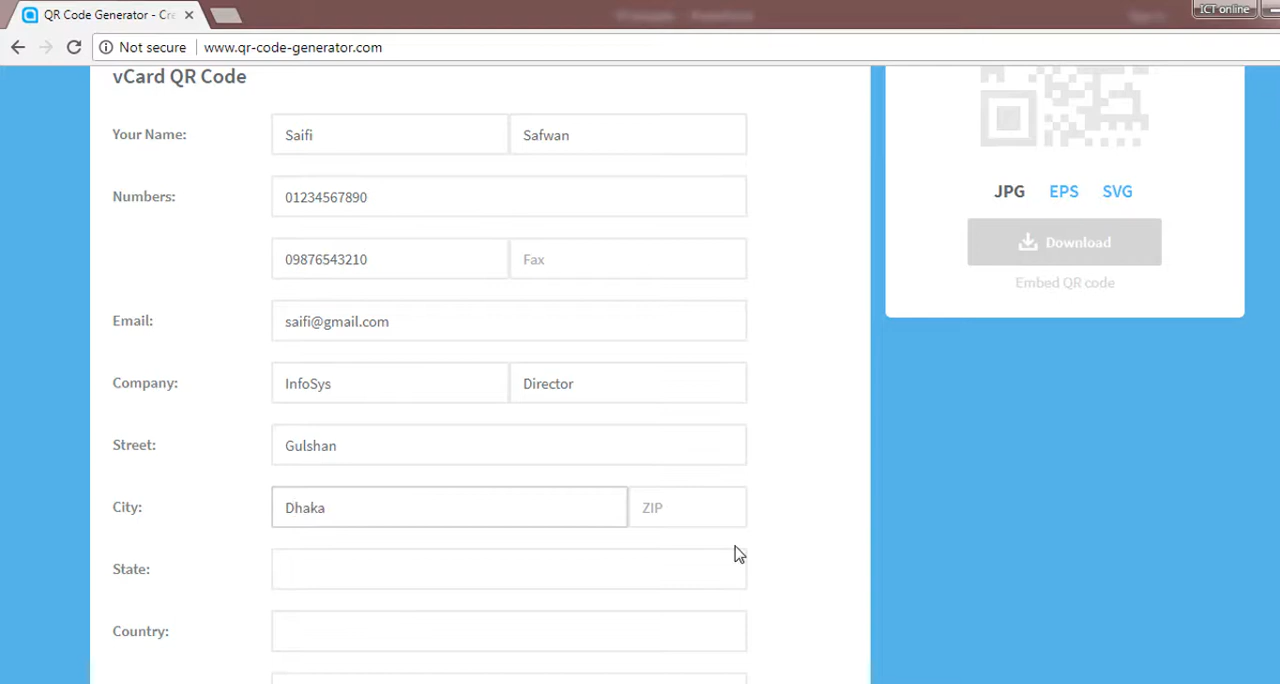 QR Code Generator - Cre
ICT online
Not secure www.qr-code-generator.com
vCard QR Code
Your Name: Saifi Safwan
Numbers: 01234567890
09876543210 Fax
Email: saifi@gmail.com
Company: InfoSys Director
Street: Gulshan
City: Dhaka ZIP
State:
Country:
JPG EPS SVG
Download
Embed QR code